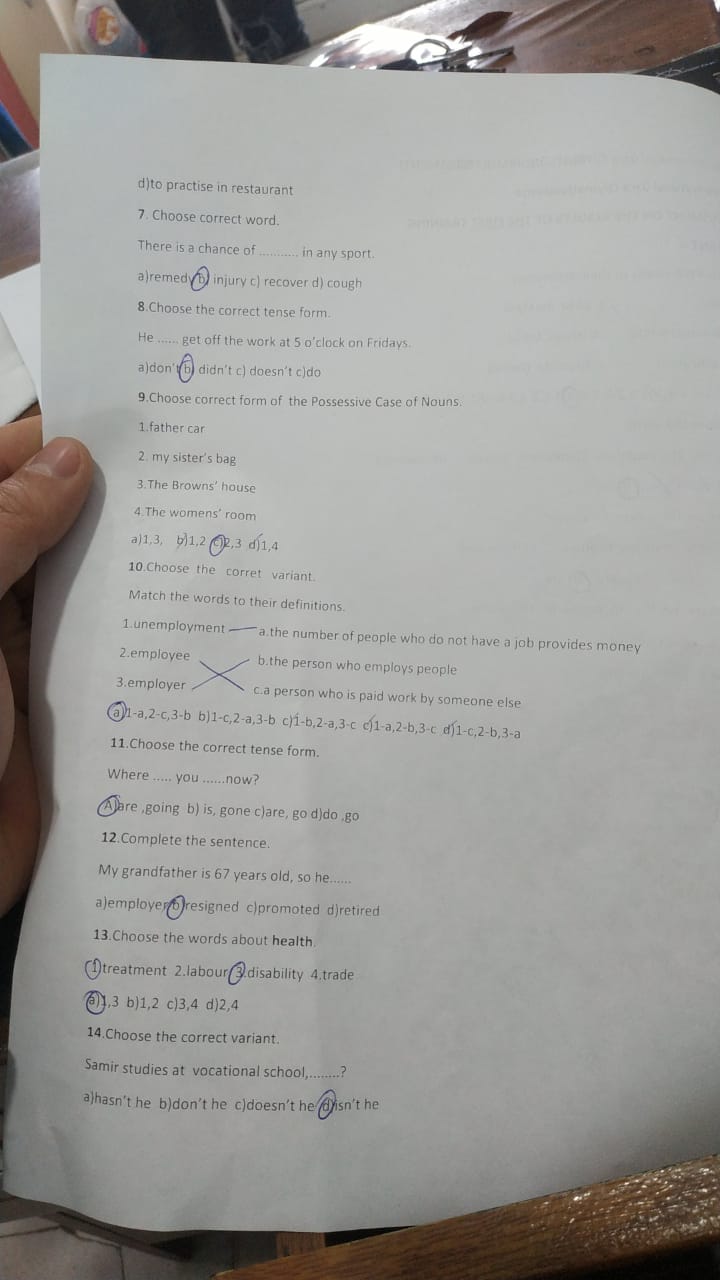 d)to practise in restaurant
7. Choose correct word.
There is a chance of ........... in any sport.
a)remedy b) injury c) recover d) cough
8.Choose the correct tense form.
He ...... get off the work at 5 o'clock on Fridays.
a)don't b) didn't c) doesn't c)do
9.Choose correct form of the Possessive Case of Nouns.
1.father car
2. my sister's bag
3.The Browns' house
4.The womens' room
a)1,3, b)1,2 c)2,3 d)1,4
10.Choose the corret variant.
Match the words to their definitions.
1.unemployment a.the number of people who do not have a job provides money
2.employee b.the person who employs people
3.employer c.a person who is paid work by someone else
a)1-a,2-c,3-b b)1-c,2-a,3-b c)1-b,2-a,3-c c)1-a,2-b,3-c d)1-c,2-b,3-a
11.Choose the correct tense form.
Where ..... you ......now?
A)are ,going b) is, gone c)are, go d)do ,go
12.Complete the sentence.
My grandfather is 67 years old, so he......
a)employer b)resigned c)promoted d)retired
13.Choose the words about health.
1)treatment 2.labour 3.disability 4.trade
a)1,3 b)1,2 c)3,4 d)2,4
14.Choose the correct variant.
Samir studies at vocational school,........?
a)hasn't he b)don't he c)doesn't he d)isn't he